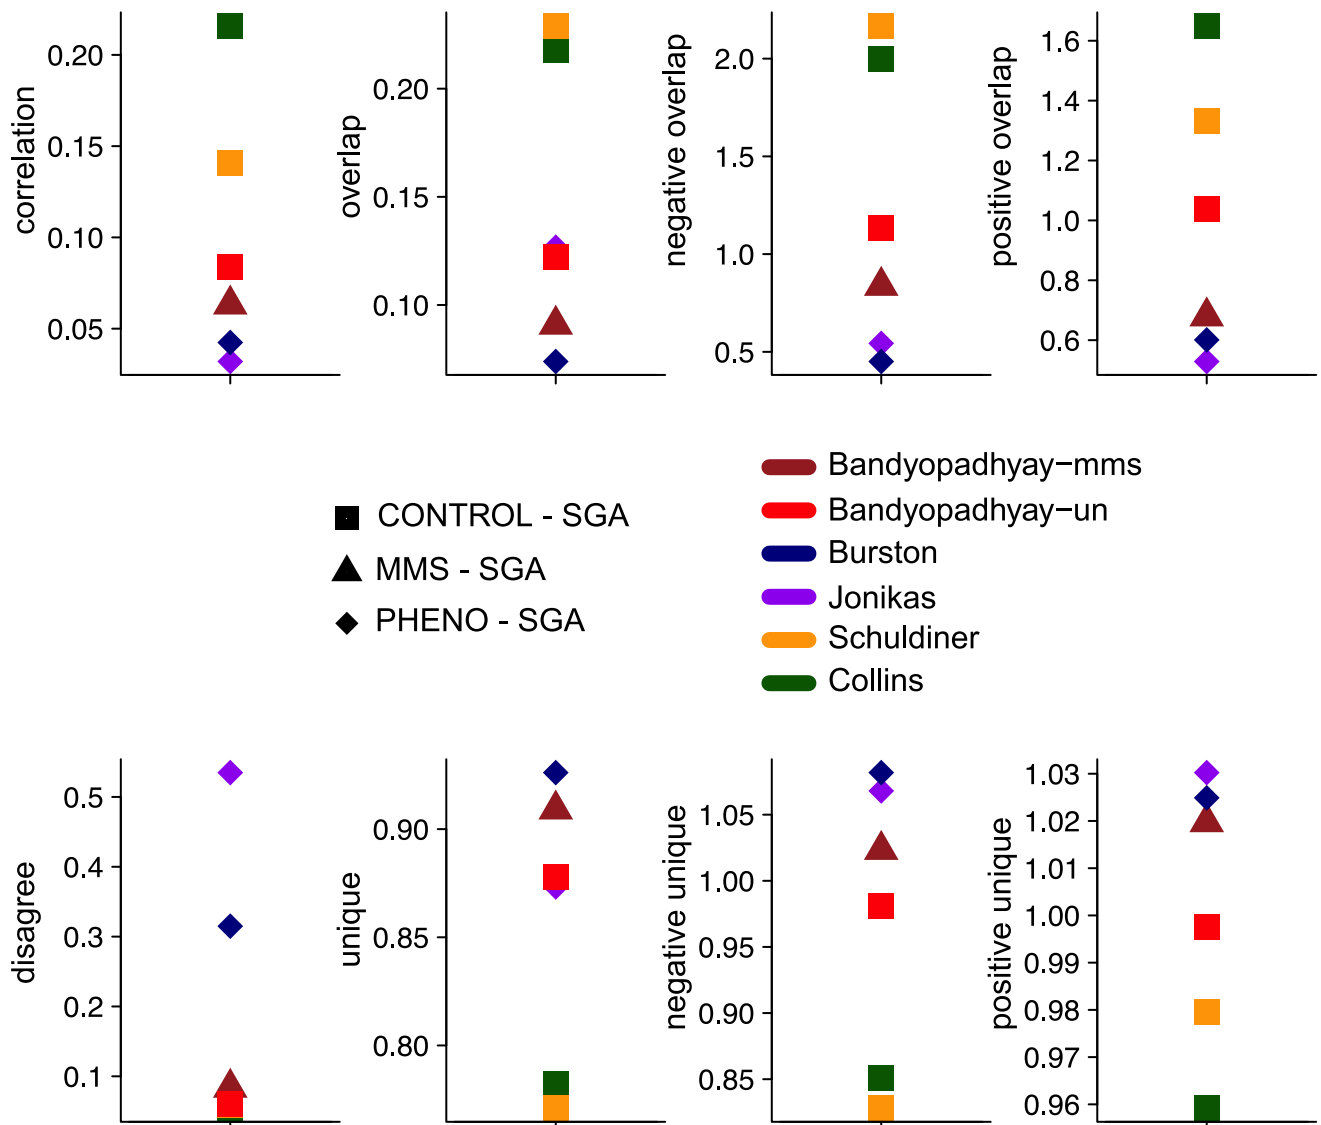 correlation
0.20
0.15
0.10
0.05
overlap
0.20
0.15
0.10
negative overlap
2.0
1.5
1.0
0.5
positive overlap
1.6
1.4
1.2
1.0
0.8
0.6
CONTROL - SGA
MMS - SGA
PHENO - SGA
Bandyopadhyay−mms
Bandyopadhyay−un
Burston
Jonikas
Schuldiner
Collins
disagree
0.5
0.4
0.3
0.2
0.1
unique
0.90
0.85
0.80
negative unique
1.05
1.00
0.95
0.90
0.85
positive unique
1.03
1.02
1.01
1.00
0.99
0.98
0.97
0.96